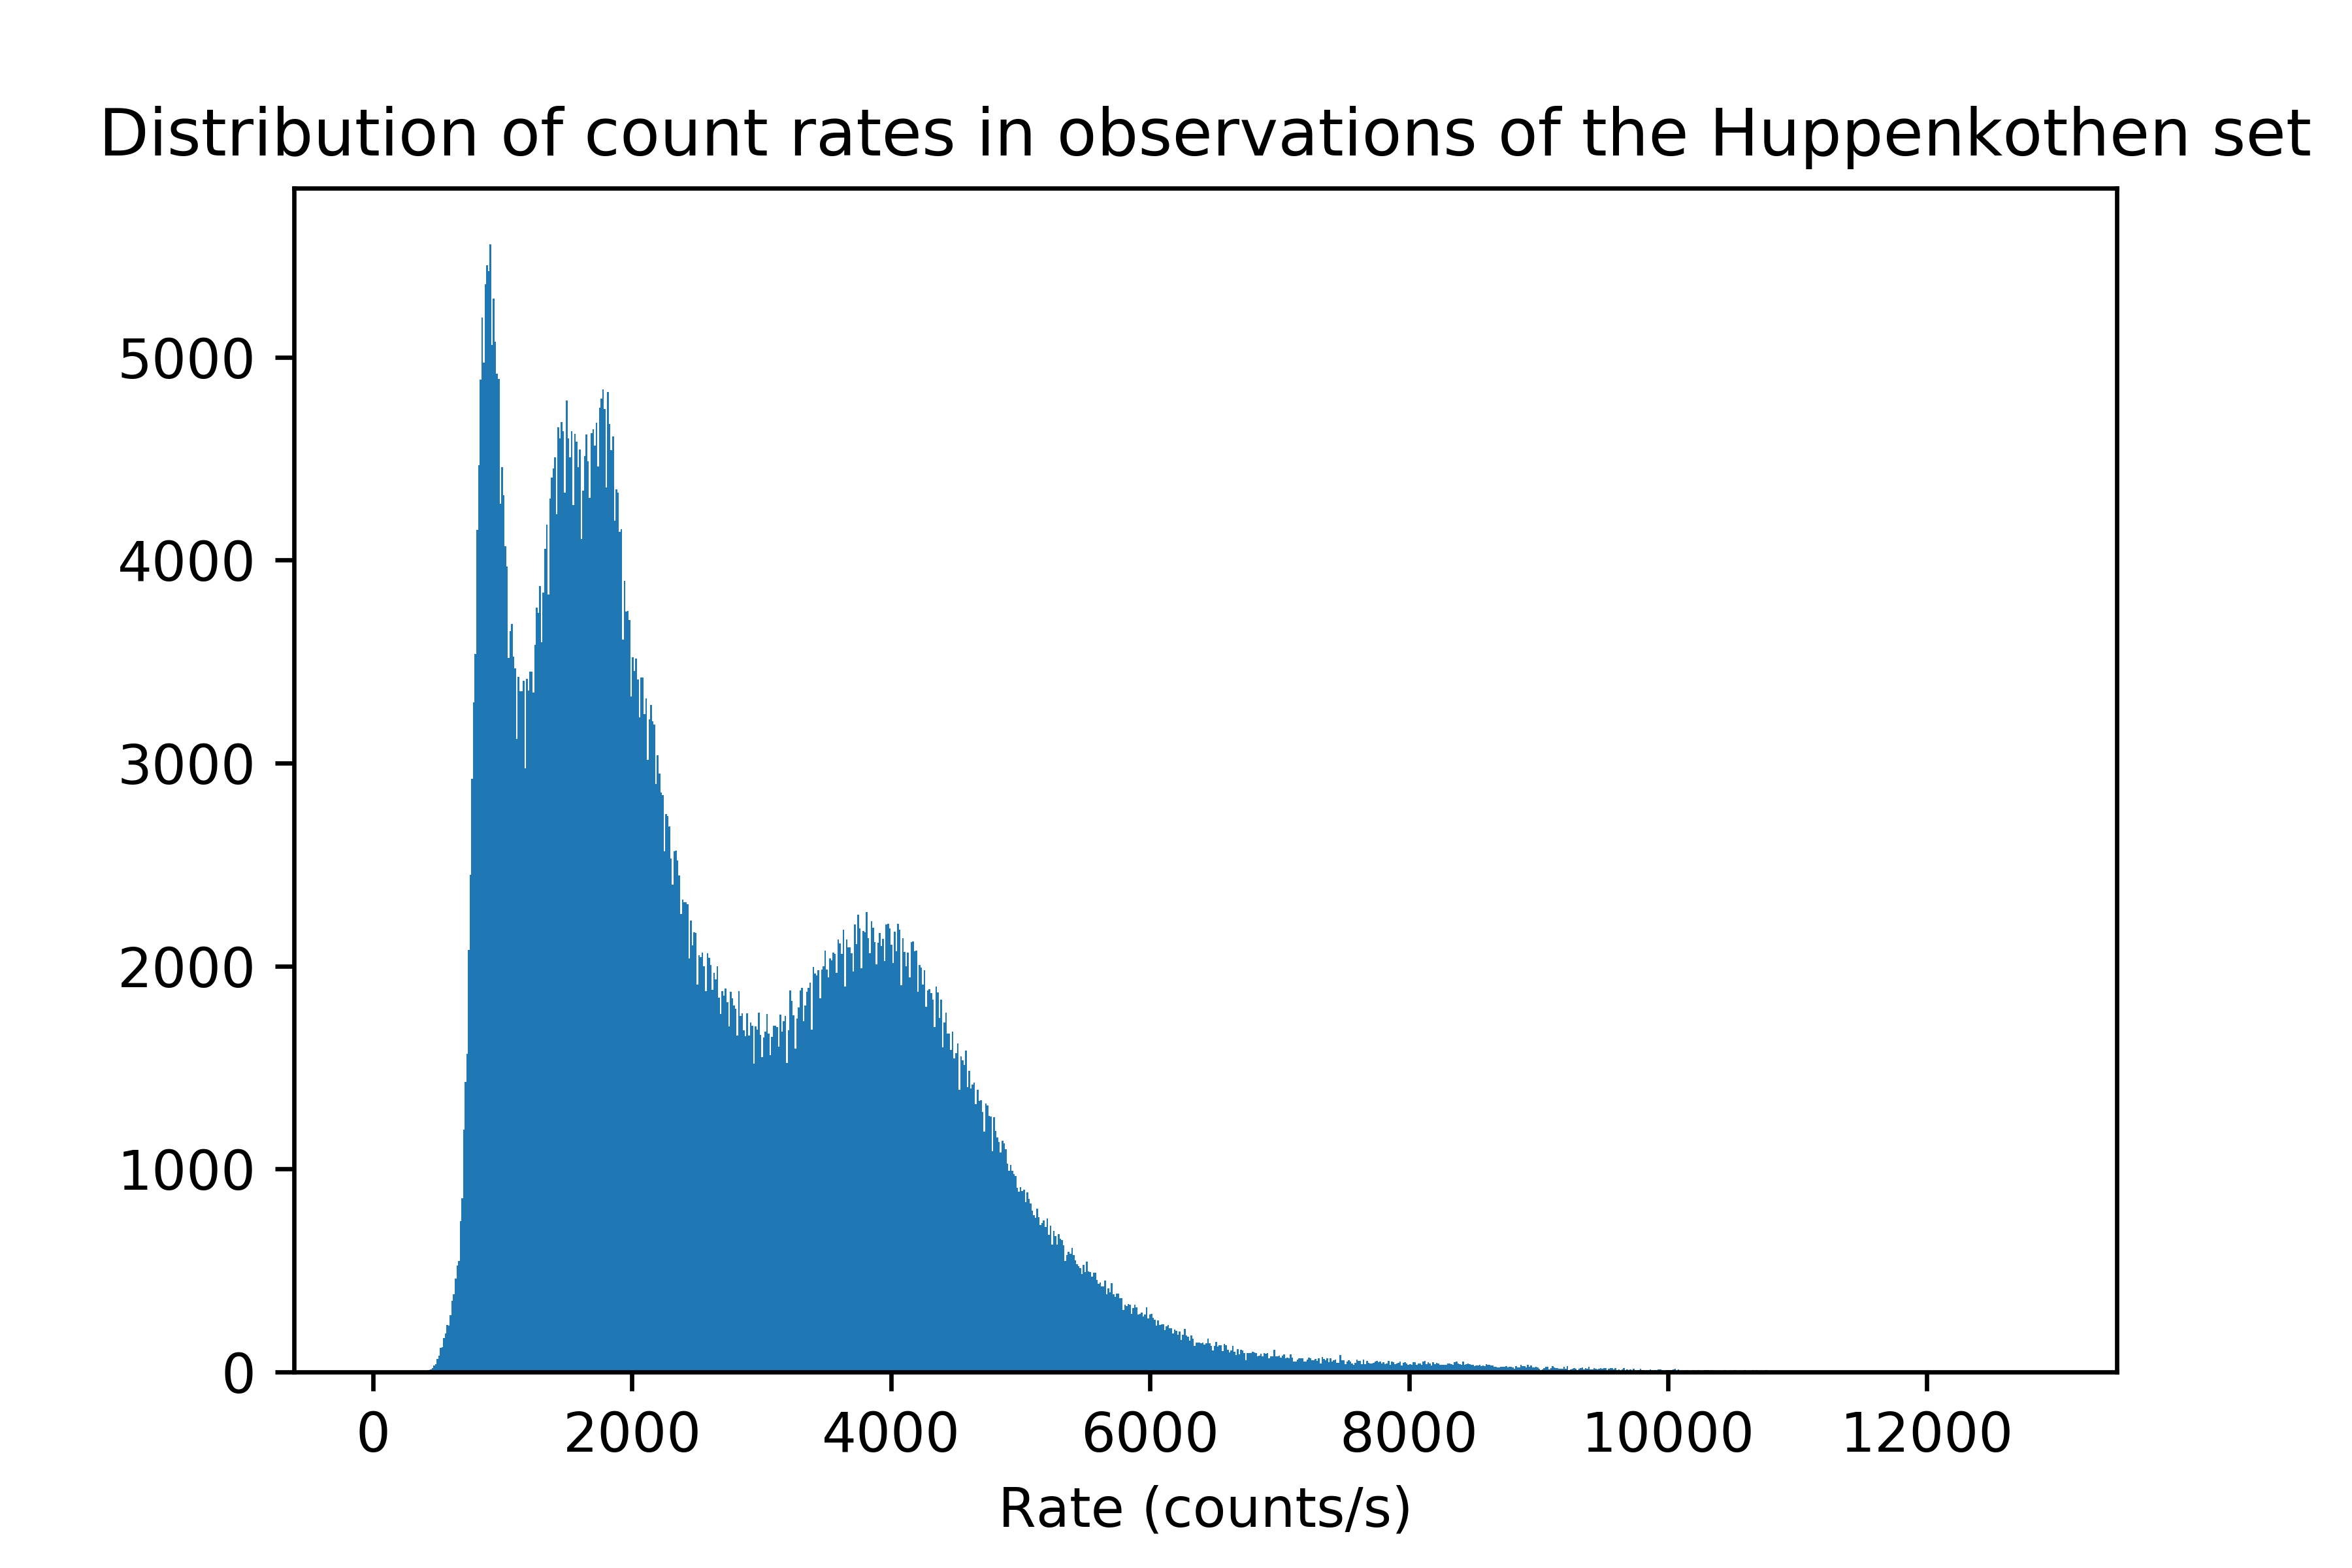 Distribution of count rates in observations of the Huppenkothen set
5000
4000
3000
2000
1000
0
0 2000 4000 6000 8000 10000 12000
Rate (counts/s)